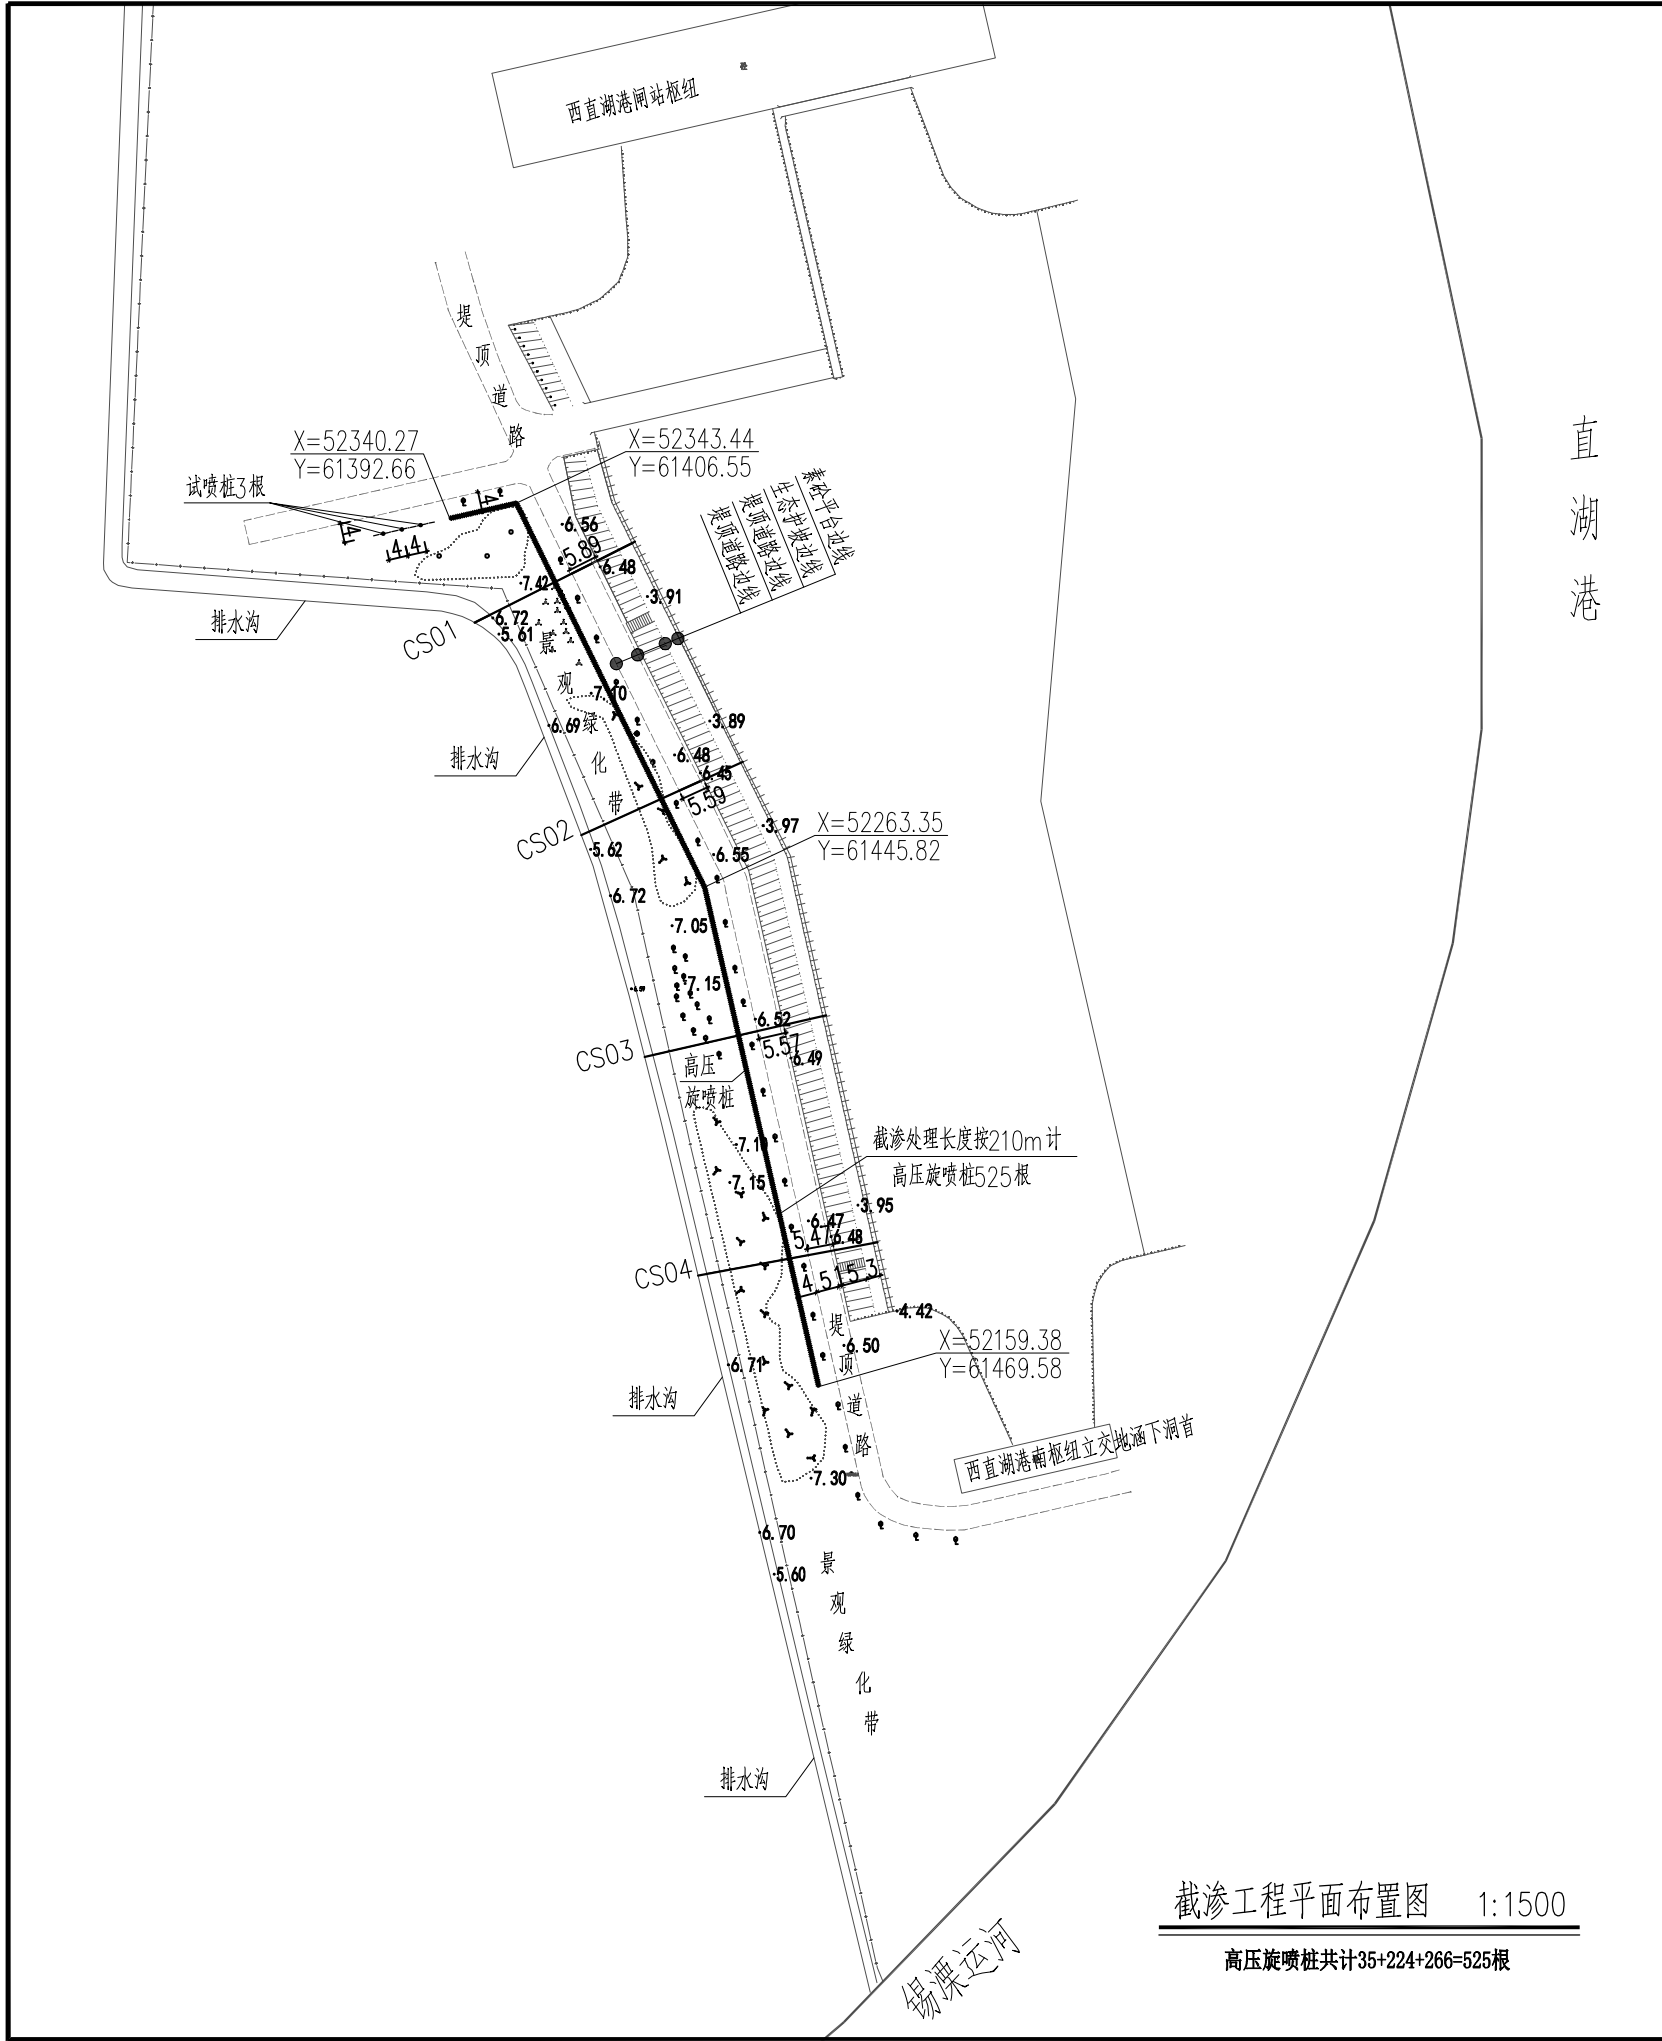 西直湖港闸站枢纽
堤顶道路
直湖港
X=52340.27
Y=61392.66
X=52343.44
Y=61406.55
试喷桩3根
4
4
4
4
素砼平台边线
生态护坡边线
堤顶道路边线
堤顶道路边线
6.56
5.89
6.48
7.42
3.91
6.72
5.61
CS01
排水沟
景观绿化带
7.10
6.69
3.89
排水沟
6.48
6.45
5.59
CS02
3.97
X=52263.35
Y=61445.82
5.62
6.55
6.72
7.05
7.15
6.52
CS03
5.57
6.49
高压
旋喷桩
7.10
截渗处理长度按210m计
高压旋喷桩525根
7.15
3.95
6.47
5.47
6.48
CS04
4.42
堤顶道路
6.50
X=52159.38
Y=61469.58
6.71
排水沟
西直湖港南枢纽立交地涵下洞首
7.30
6.70
5.60
景观绿化带
排水沟
锡溧运河
截渗工程平面布置图 1:1500
高压旋喷桩共计35+224+266=525根